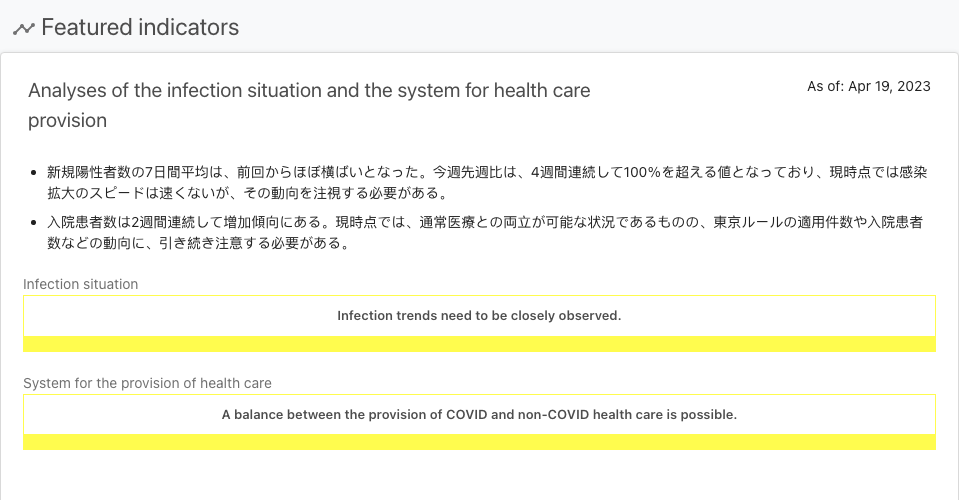 Featured indicators
Analyses of the infection situation and the system for health care
provision
As of: Apr 19, 2023
• 新規陽性者数の7日間平均は、前回からほぼ横ばいとなった。今週先週比は、4週間連続して100%を超える値となっており、現時点では感染
拡大のスピードは速くないが、その動向を注視する必要がある。
• 入院患者数は2週間連続して増加傾向にある。現時点では、通常医療との両立が可能な状況であるものの、東京ルールの適用件数や入院患者
数などの動向に、引き続き注意する必要がある。
Infection situation
Infection trends need to be closely observed.
System for the provision of health care
A balance between the provision of COVID and non-COVID health care is possible.